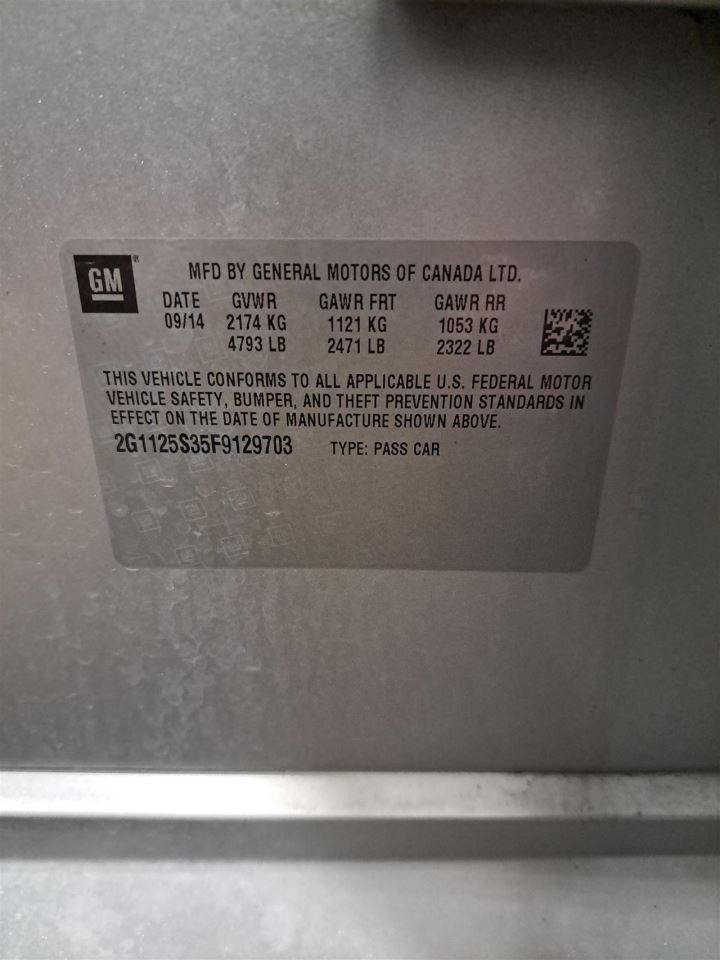 GM
MFD BY GENERAL MOTORS OF CANADA LTD.
DATE GVWR GAWR FRT GAWR RR
09/14 2174 KG 1121 KG 1053 KG
4793 LB 2471 LB 2322 LB
THIS VEHICLE CONFORMS TO ALL APPLICABLE U.S. FEDERAL MOTOR
VEHICLE SAFETY, BUMPER, AND THEFT PREVENTION STANDARDS IN
EFFECT ON THE DATE OF MANUFACTURE SHOWN ABOVE.
2G1125S35F9129703 TYPE: PASS CAR